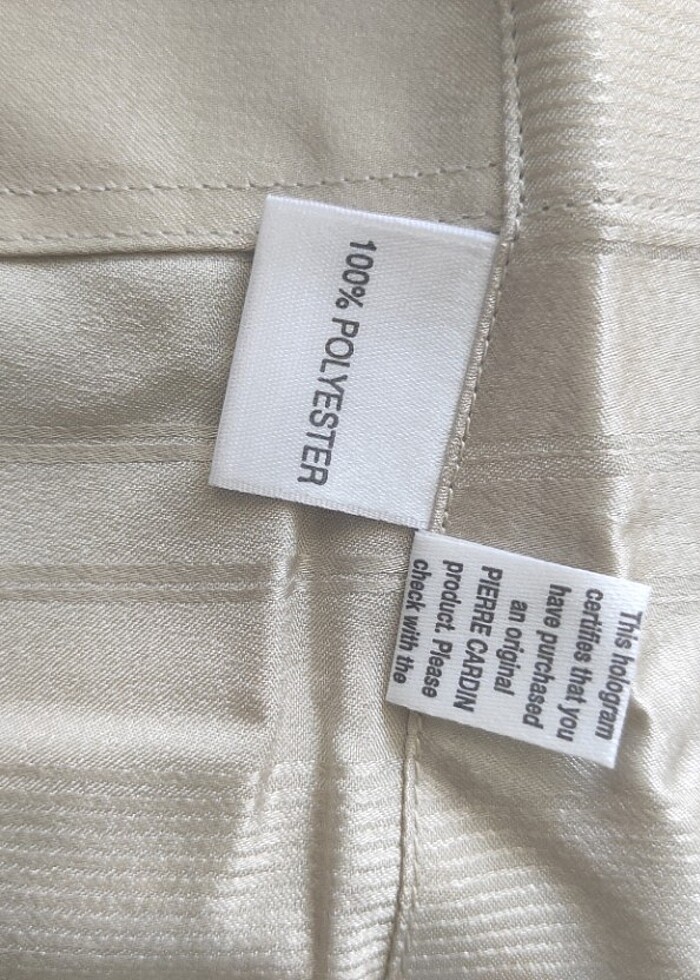 100% POLYESTER
This hologram
certifies that you
have purchased
an original
PIERRE CARDIN
product. Please
check with the